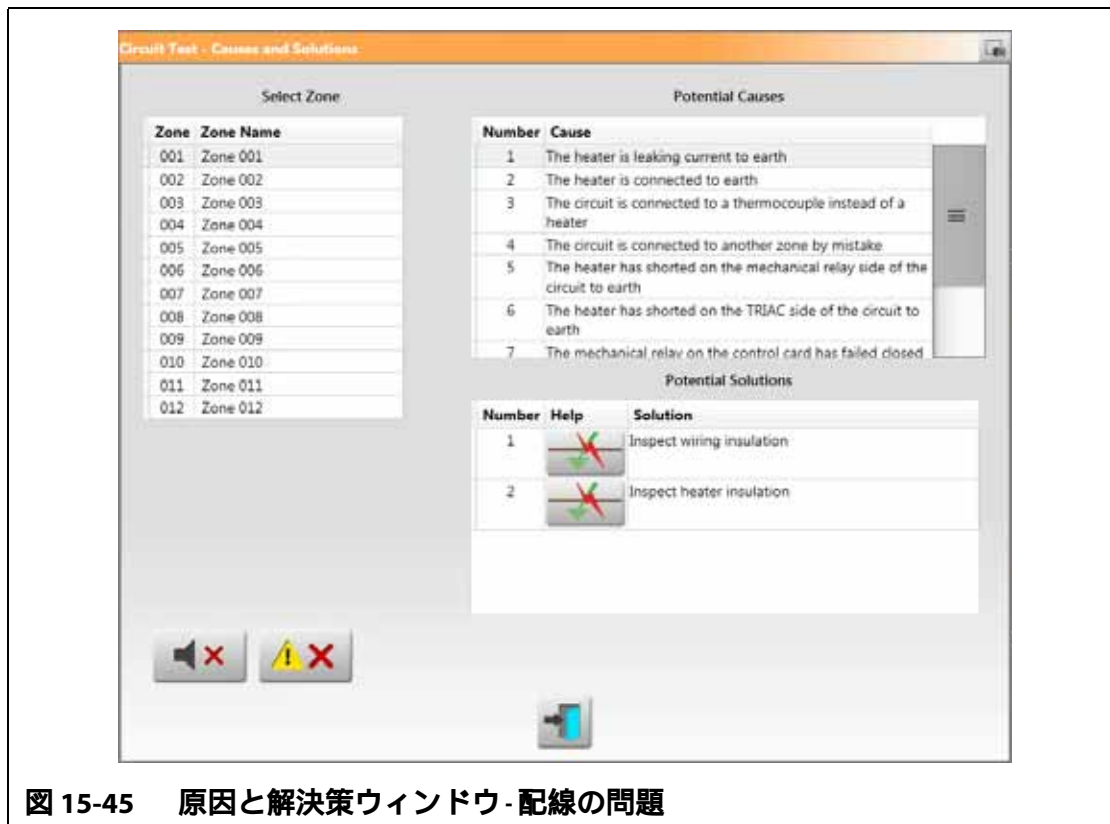 Circuit Test - Causes and Solutions
Select Zone
Zone Zone Name
001 Zone 001
002 Zone 002
003 Zone 003
004 Zone 004
005 Zone 005
006 Zone 006
007 Zone 007
008 Zone 008
009 Zone 009
010 Zone 010
011 Zone 011
012 Zone 012
Potential Causes
Number Cause
1 The heater is leaking current to earth
2 The heater is connected to earth
3 The circuit is connected to a thermocouple instead of a
heater
4 The circuit is connected to another zone by mistake
5 The heater has shorted on the mechanical relay side of the
circuit to earth
6 The heater has shorted on the TRIAC side of the circuit to
earth
7 The mechanical relay on the control card has failed closed
Potential Solutions
Number Help Solution
1 Inspect wiring insulation
2 Inspect heater insulation
図 15-45 原因と解決策ウィンドウ - 配線の問題